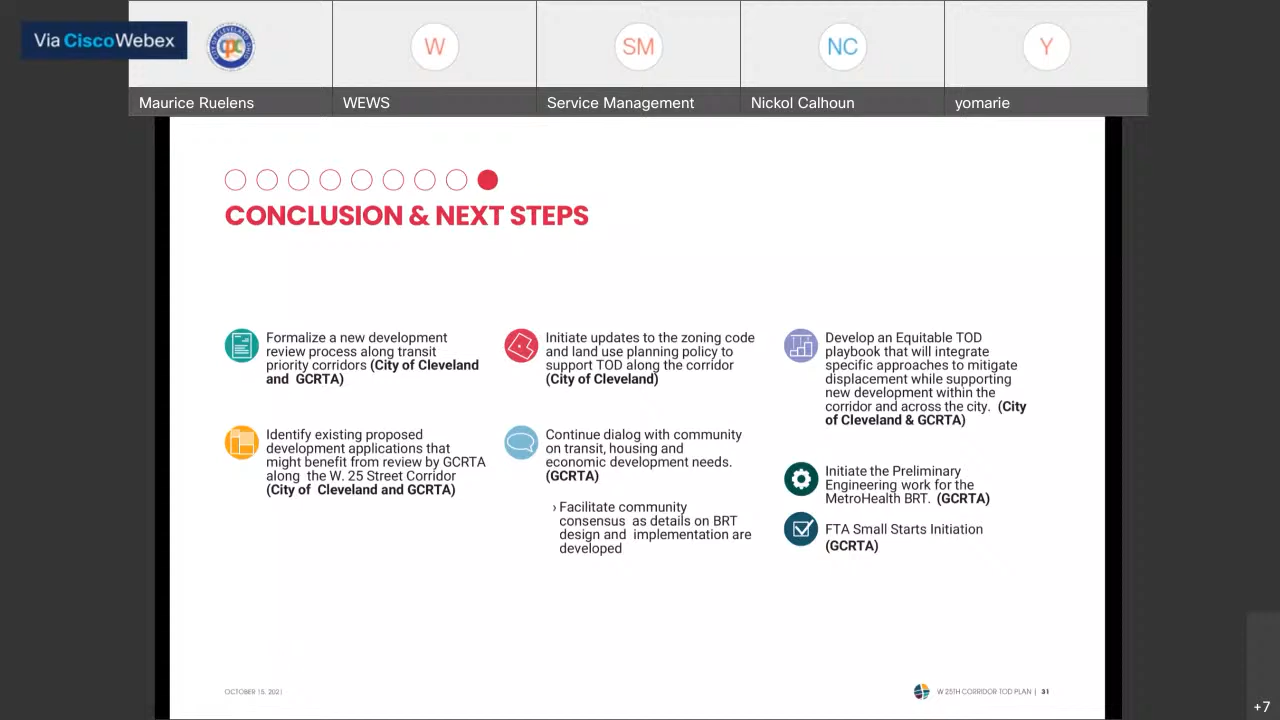 Via CiscoWebex
W
SM
NC
Y
Maurice Ruelens
WEWS
Service Management
Nickol Calhoun
yomarie
CONCLUSION & NEXT STEPS
Formalize a new development
review process along transit
priority corridors (City of Cleveland
and GCRTA)
Identify existing proposed
development applications that
might benefit from review by GCRTA
along the W. 25 Street Corridor
(City of Cleveland and GCRTA)
Initiate updates to the zoning code
and land use planning policy to
support TOD along the corridor
(City of Cleveland)
Continue dialog with community
on transit, housing and
economic development needs.
(GCRTA)
› Facilitate community
consensus as details on BRT
design and implementation are
developed
Develop an Equitable TOD
playbook that will integrate
specific approaches to mitigate
displacement while supporting
new development within the
corridor and across the city. (City
of Cleveland & GCRTA)
Initiate the Preliminary
Engineering work for the
MetroHealth BRT. (GCRTA)
FTA Small Starts Initiation
(GCRTA)
OCTOBER 15, 2021
W 25TH CORRIDOR TOD PLAN | 31
+7